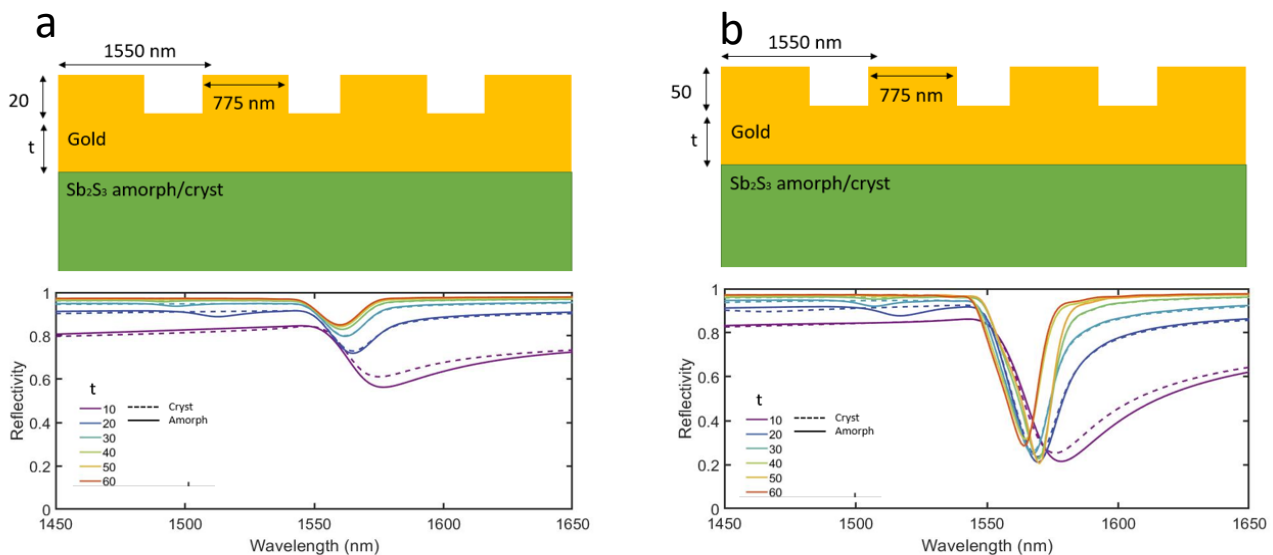 a
1550 nm
20
775 nm
t
Gold
Sb₂S₃ amorph/cryst
1
0.8
0.6
0.4
0.2
0
Reflectivity
t
10
20
30
40
50
60
Cryst
Amorph
1450
1500
1550
1600
1650
Wavelength (nm)
b
1550 nm
50
775 nm
t
Gold
Sb₂S₃ amorph/cryst
1
0.8
0.6
0.4
0.2
0
Reflectivity
t
10
20
30
40
50
60
Cryst
Amorph
1450
1500
1550
1600
1650
Wavelength (nm)